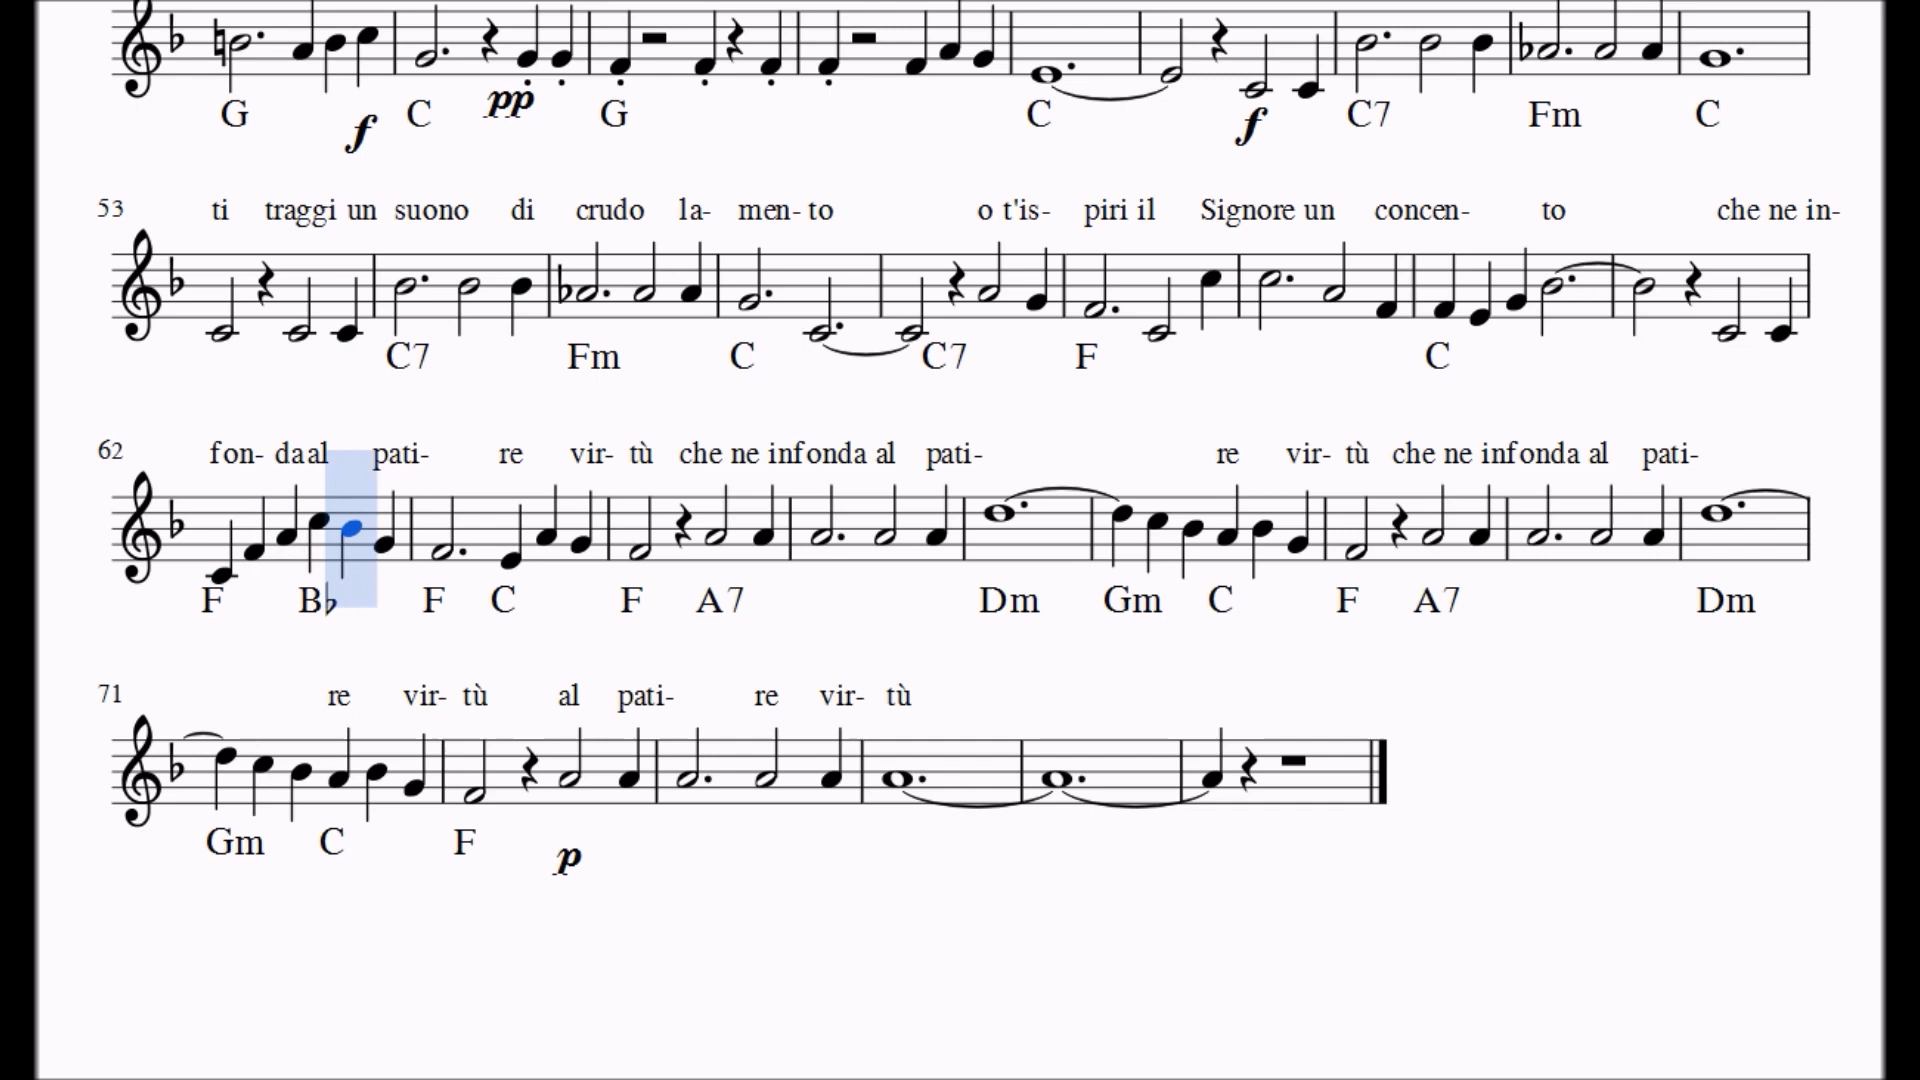 G f C pp G C f C7 Fm C
53 ti traggi un suono di crudo la- men- to o t'is- piri il Signore un concen- to che ne in-
C7 Fm C C7 F C
62 fon- da al pati- re vir- tù che ne infonda al pati- re vir- tù che ne infonda al pati-
F B♭ F C F A7 Dm Gm C F A7 Dm
71 re vir- tù al pati- re vir- tù
Gm C F p